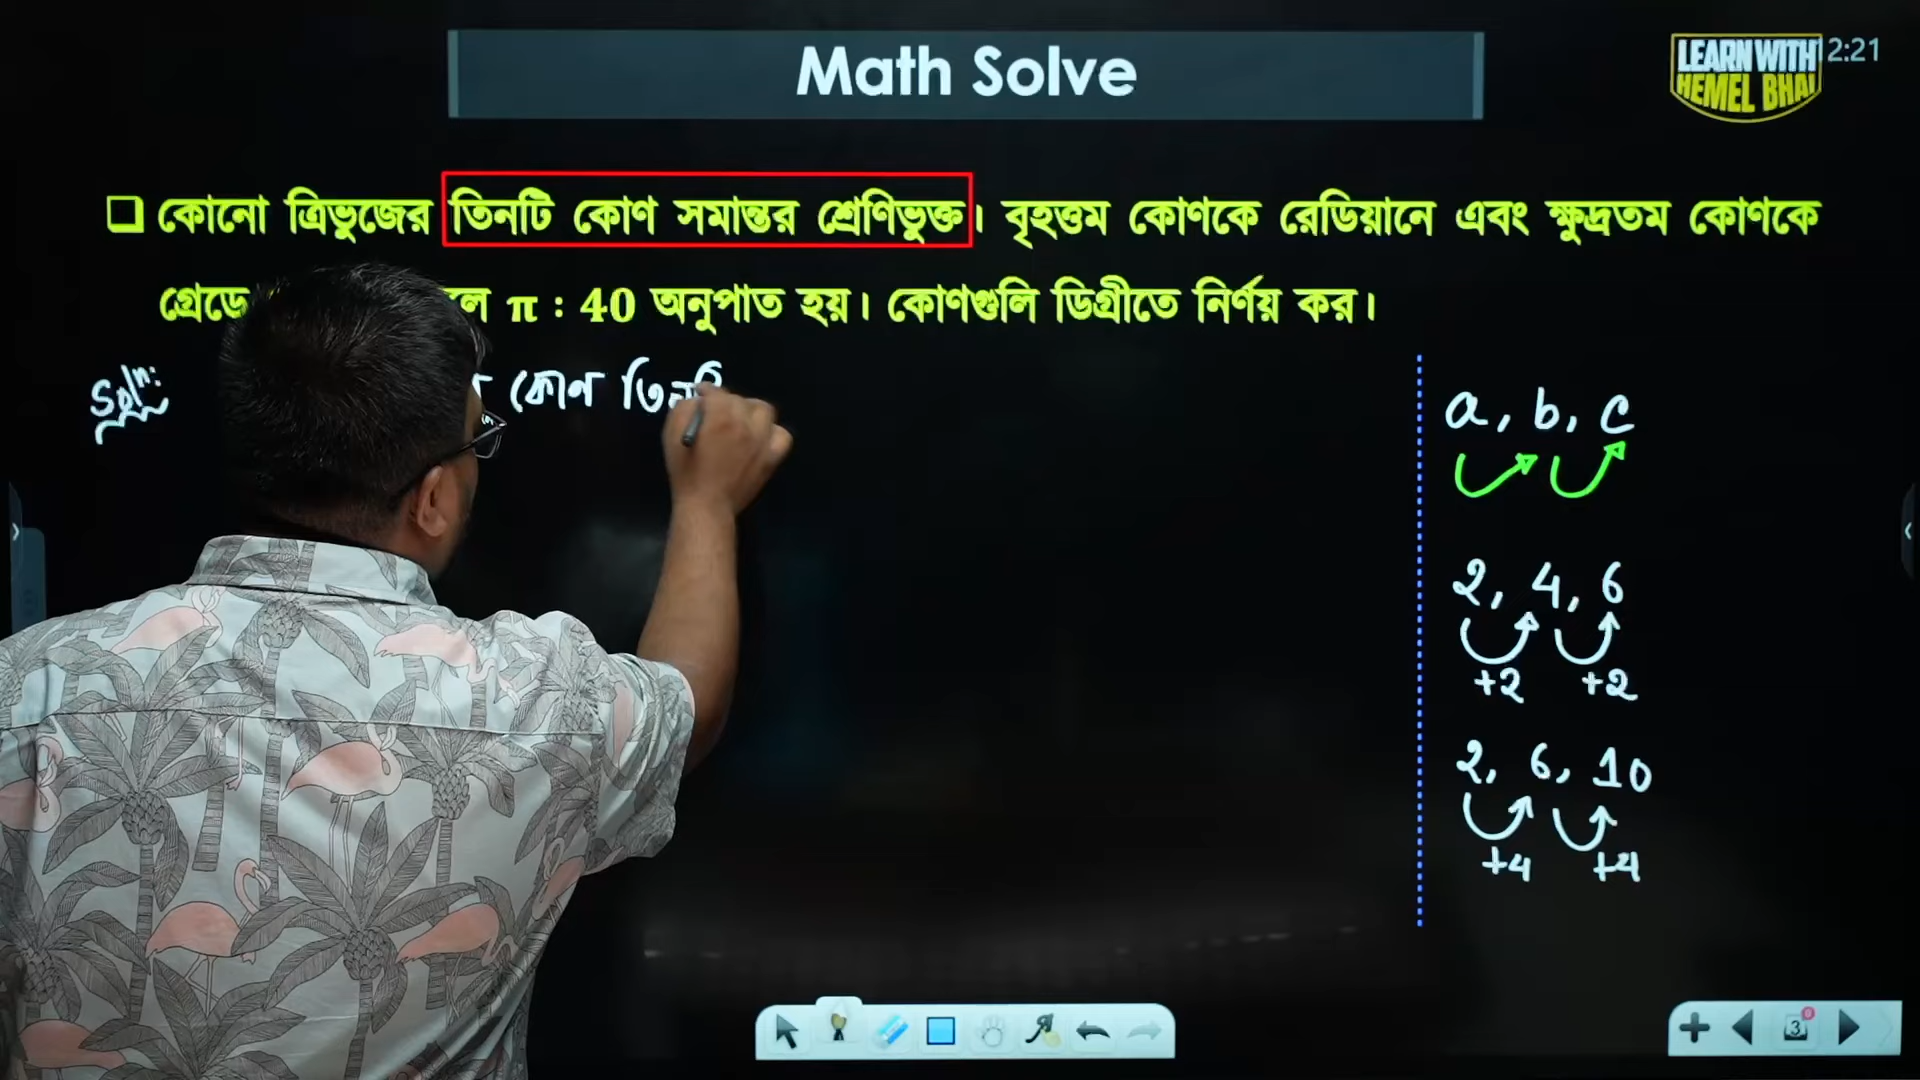 Math Solve
LEARN WITH
HEMEL BHAI
2:21
❑ কোনো ত্রিভুজের তিনটি কোণ সমান্তর শ্রেণিভুক্ত। বৃহত্তম কোণকে রেডিয়ানে এবং ক্ষুদ্রতম কোণকে
গ্রেডে π : 40 অনুপাত হয়। কোণগুলি ডিগ্রীতে নির্ণয় কর।
Solⁿ: কোণ
a, b, c
2, 4, 6
+2 +2
2, 6, 10
+4 +4
3
0